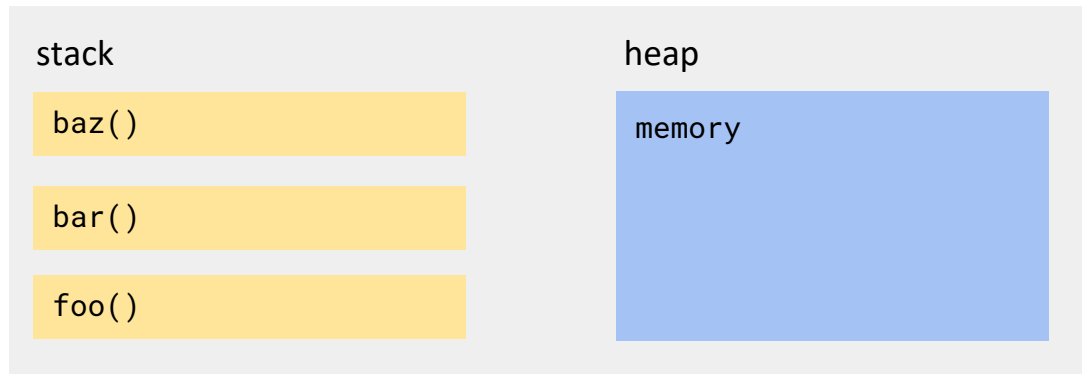 stack
baz()
bar()
foo()
heap
memory